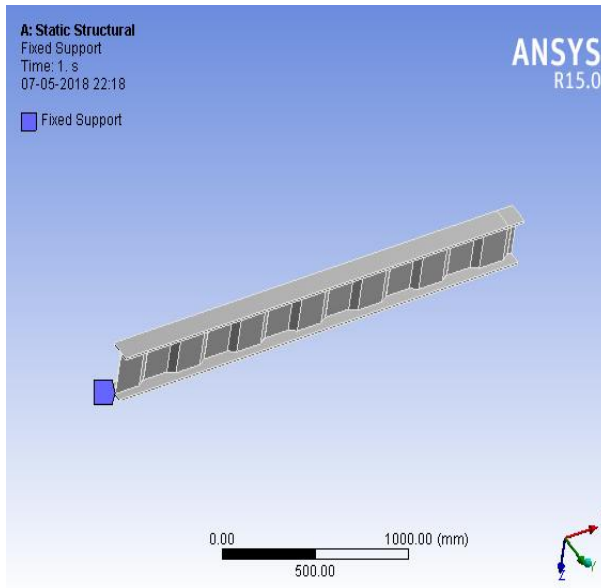 A: Static Structural
Fixed Support
Time: 1. s
07-05-2018 22:18
Fixed Support
ANSYS
R15.0
0.00 1000.00 (mm)
500.00
Y
Z